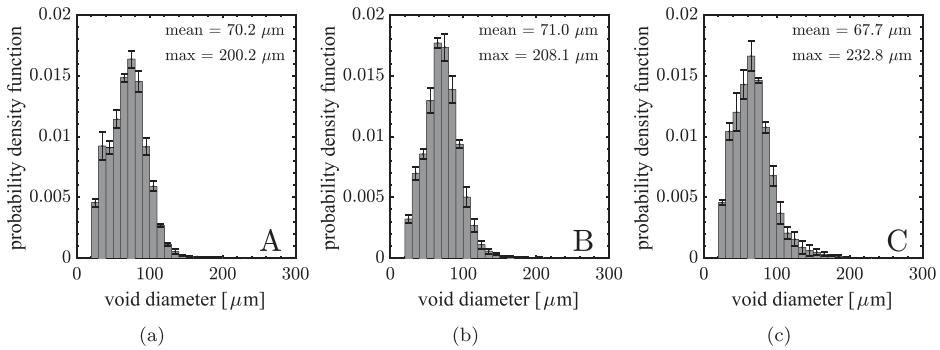 0.02
0.015
0.01
0.005
0
probability density function
mean = 70.2 μm
max = 200.2 μm
A
0 100 200 300
void diameter [μm]
(a)
0.02
0.015
0.01
0.005
0
probability density function
mean = 71.0 μm
max = 208.1 μm
B
0 100 200 300
void diameter [μm]
(b)
0.02
0.015
0.01
0.005
0
probability density function
mean = 67.7 μm
max = 232.8 μm
C
0 100 200 300
void diameter [μm]
(c)